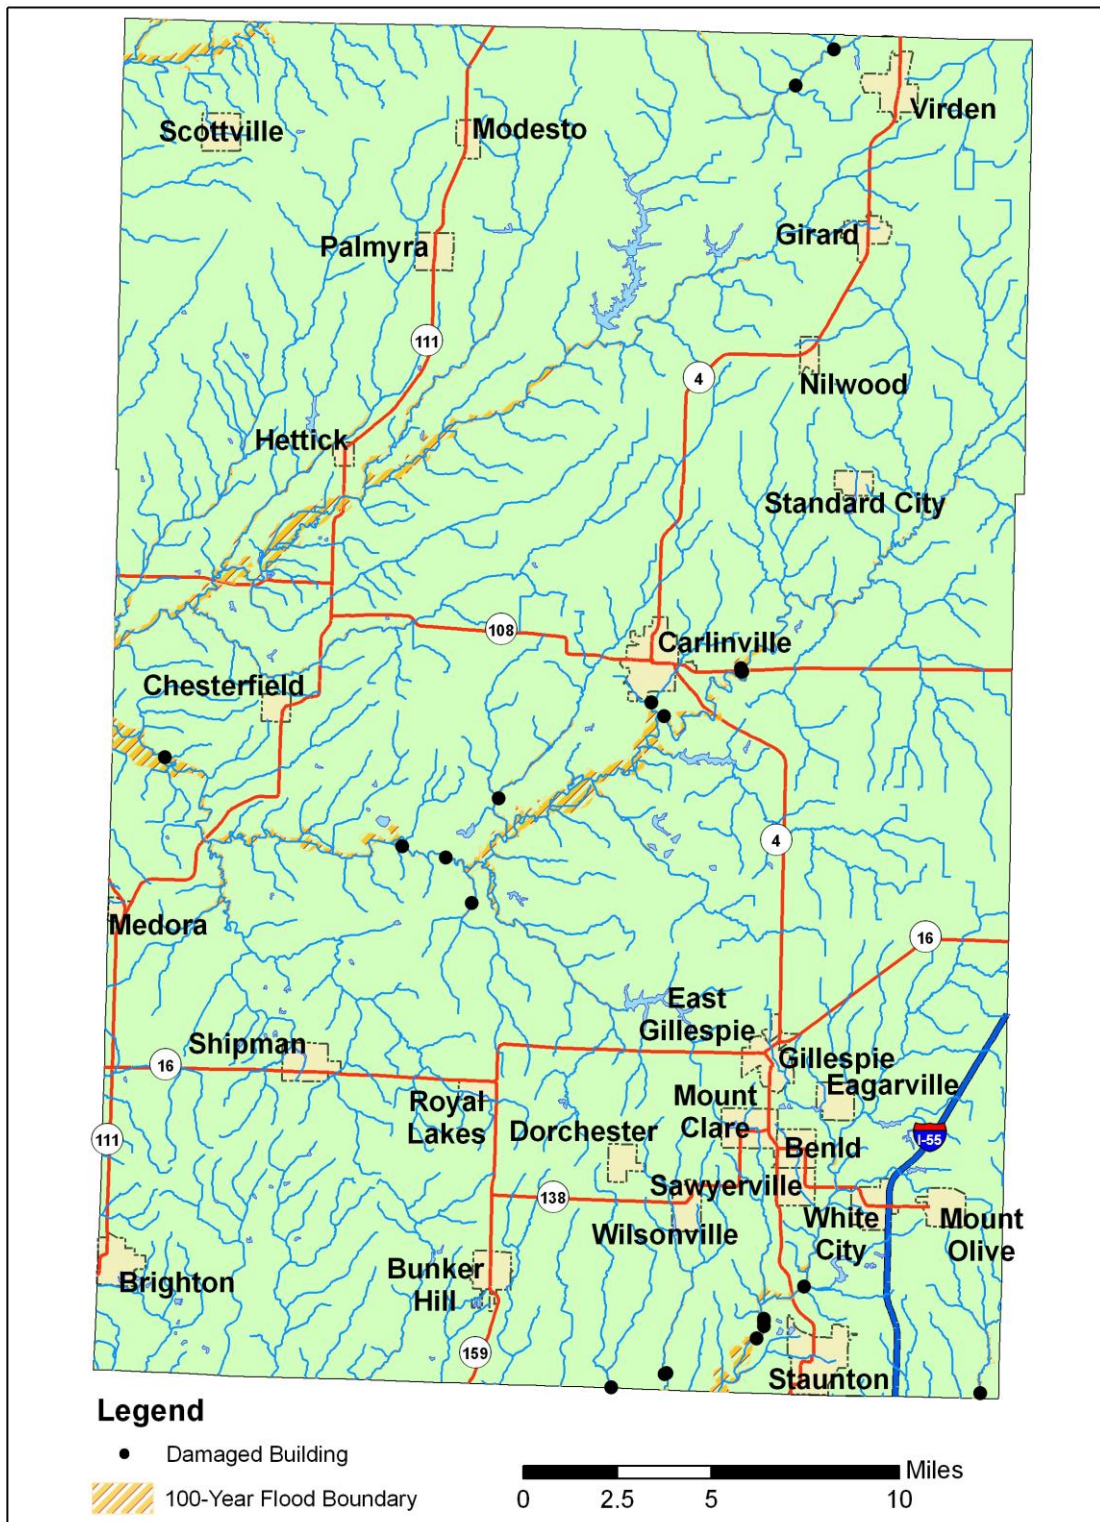 Virden
Scottville
Modesto
Girard
Palmyra
111
4
Nilwood
Hettick
Standard City
108
Carlinville
Chesterfield
4
Medora
16
East
Gillespie
Shipman
16
Gillespie
Eagarville
Royal
Lakes
Mount
Clare
Dorchester
111
I-55
Benld
Sawyerville
138
White
City
Mount
Olive
Wilsonville
Brighton
Bunker
Hill
159
Staunton
Legend
Damaged Building
100-Year Flood Boundary
Miles
0 2.5 5 10